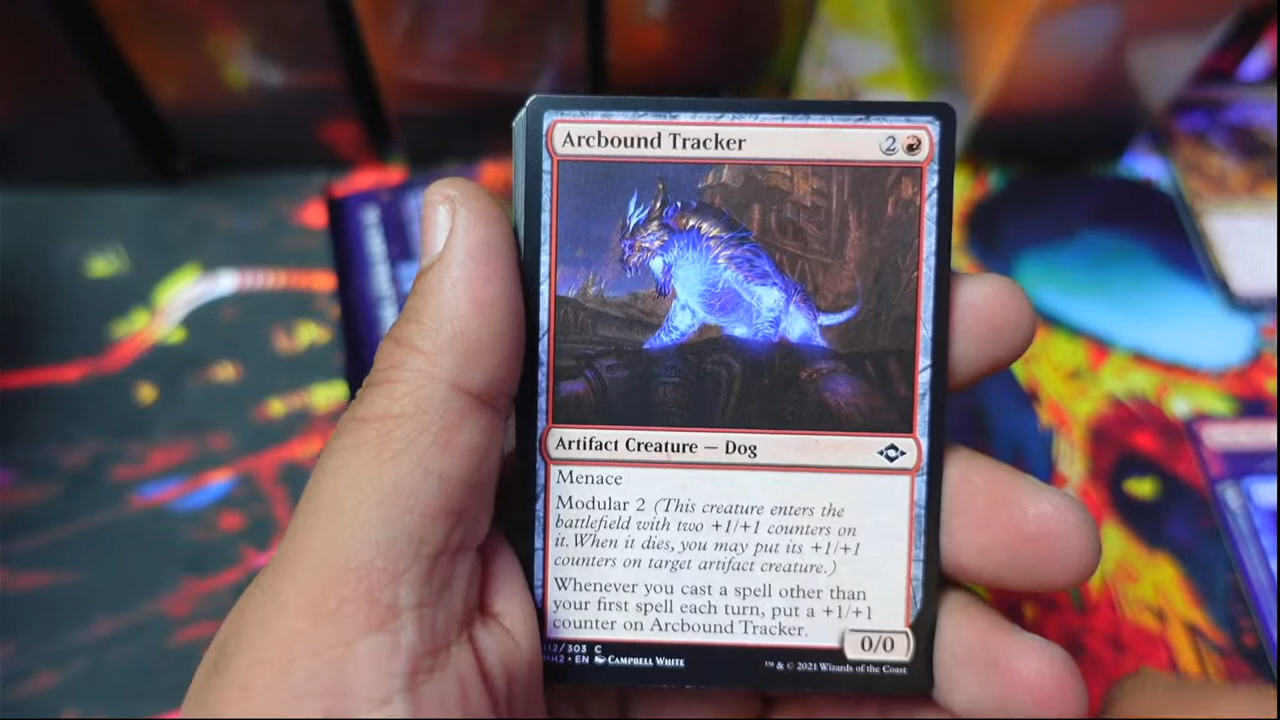 Arcbound Tracker 2
Artifact Creature — Dog
Menace
Modular 2 (This creature enters the
battlefield with two +1/+1 counters on
it. When it dies, you may put its +1/+1
counters on target artifact creature.)
Whenever you cast a spell other than
your first spell each turn, put a +1/+1
counter on Arcbound Tracker.
0/0
/303 C
• EN CAMPBELL WHITE
™ & © 2021 Wizards of the Coast